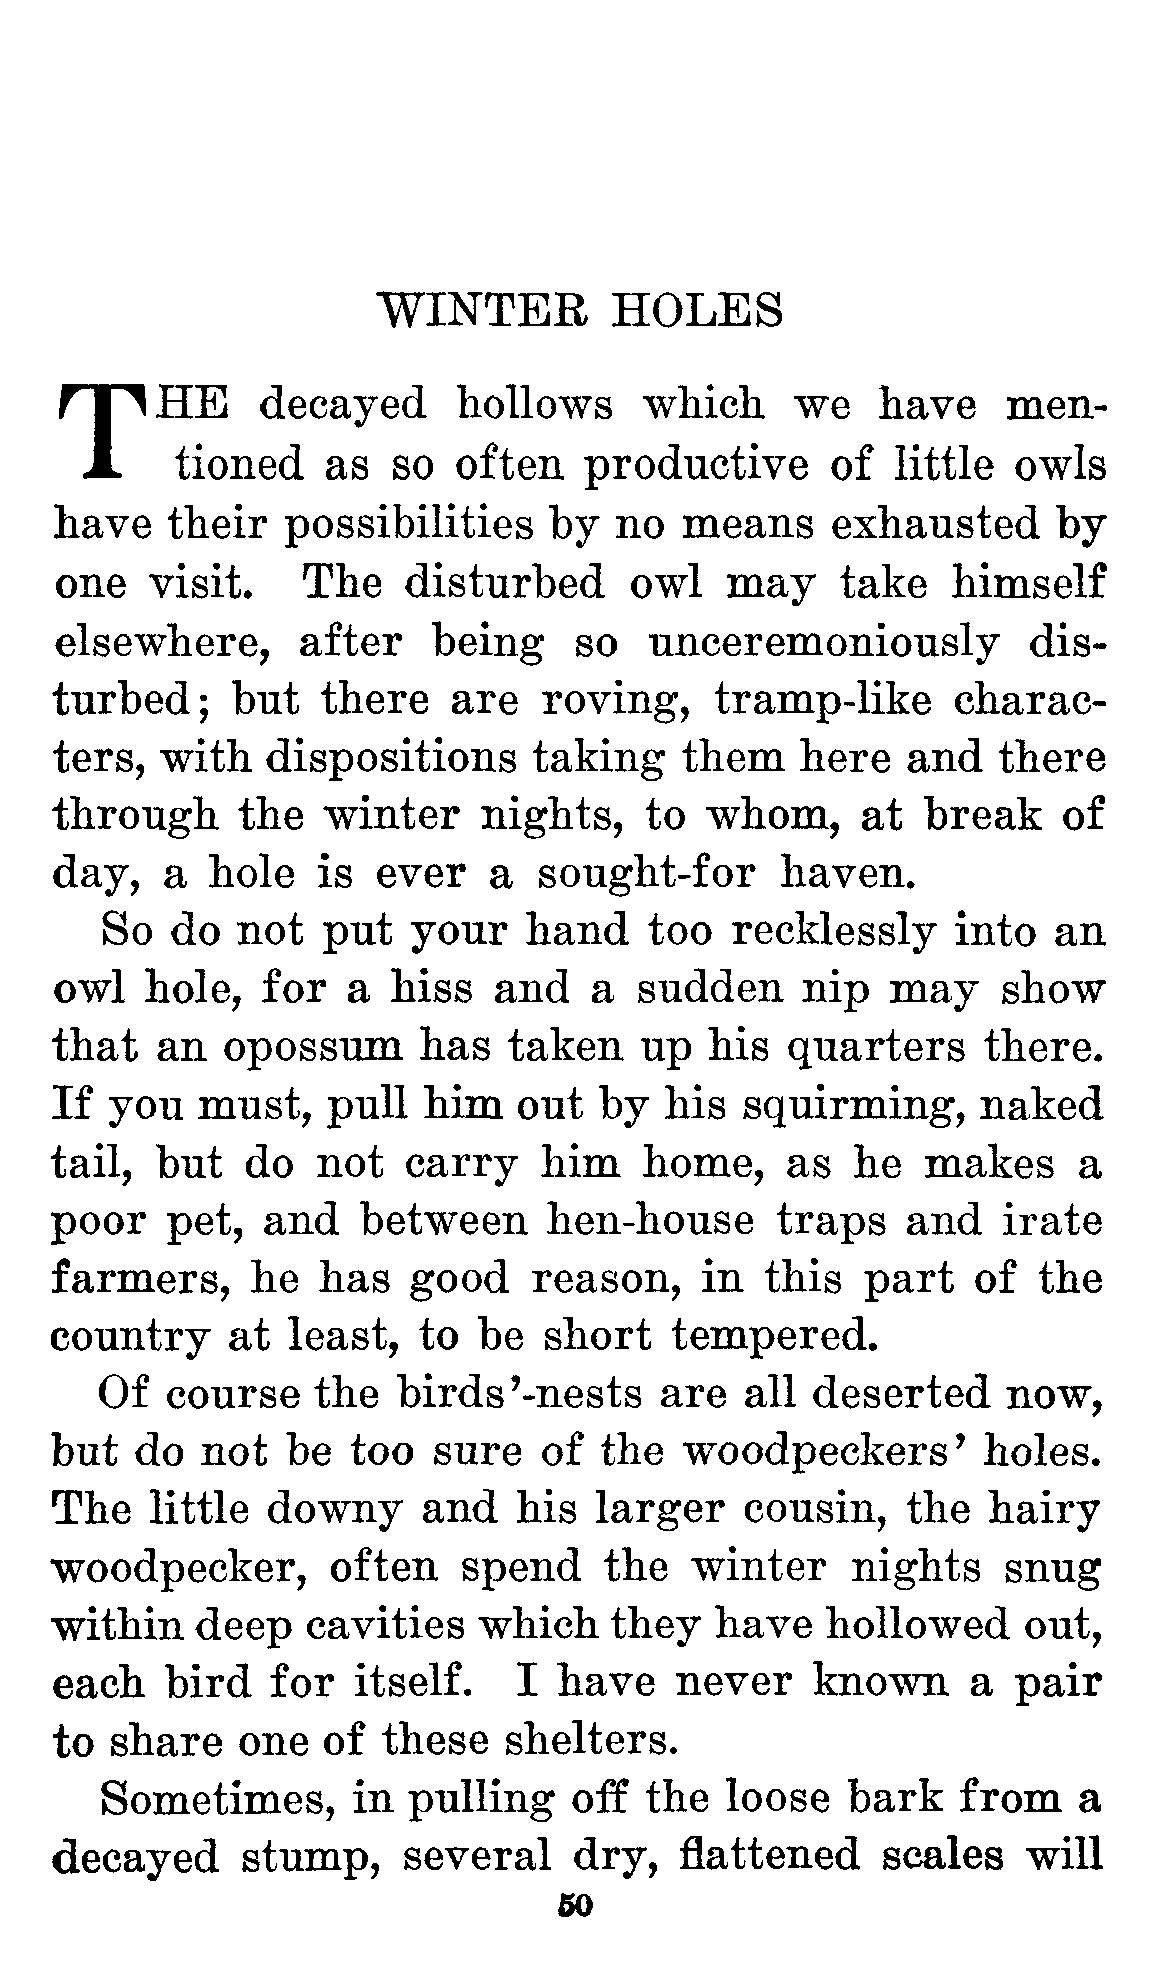 WINTER HOLES
THE decayed hollows which we have men-
tioned as so often productive of little owls
have their possibilities by no means exhausted by
one visit. The disturbed owl may take himself
elsewhere, after being so unceremoniously dis-
turbed; but there are roving, tramp-like charac-
ters, with dispositions taking them here and there
through the winter nights, to whom, at break of
day, a hole is ever a sought-for haven.
So do not put your hand too recklessly into an
owl hole, for a hiss and a sudden nip may show
that an opossum has taken up his quarters there.
If you must, pull him out by his squirming, naked
tail, but do not carry him home, as he makes a
poor pet, and between hen-house traps and irate
farmers, he has good reason, in this part of the
country at least, to be short tempered.
Of course the birds'-nests are all deserted now,
but do not be too sure of the woodpeckers' holes.
The little downy and his larger cousin, the hairy
woodpecker, often spend the winter nights snug
within deep cavities which they have hollowed out,
each bird for itself. I have never known a pair
to share one of these shelters.
Sometimes, in pulling off the loose bark from a
decayed stump, several dry, flattened scales will
50